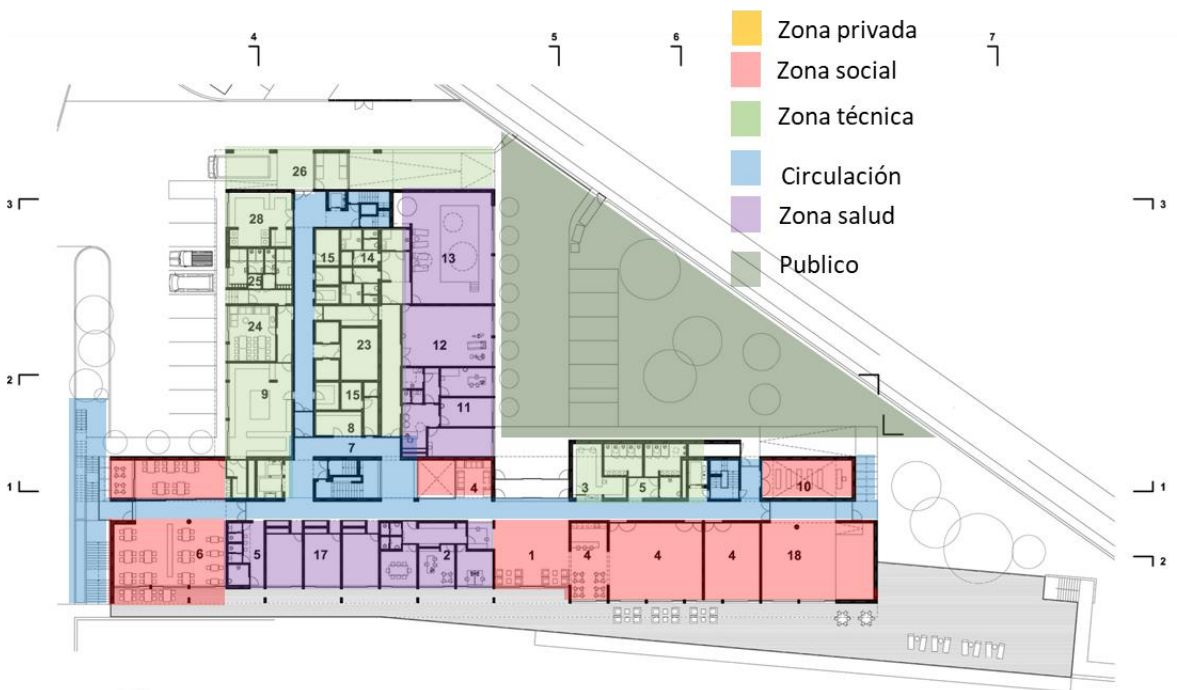 Zona privada
4 5 6 7
Zona social
Zona técnica
Circulación
26
Zona salud
3 3
28
Publico
15 14 13
25
24
23 12
2
9 15 11
8
7
1 4 3 5 10 1
6 5 17 2 1 4 4 4 18 2